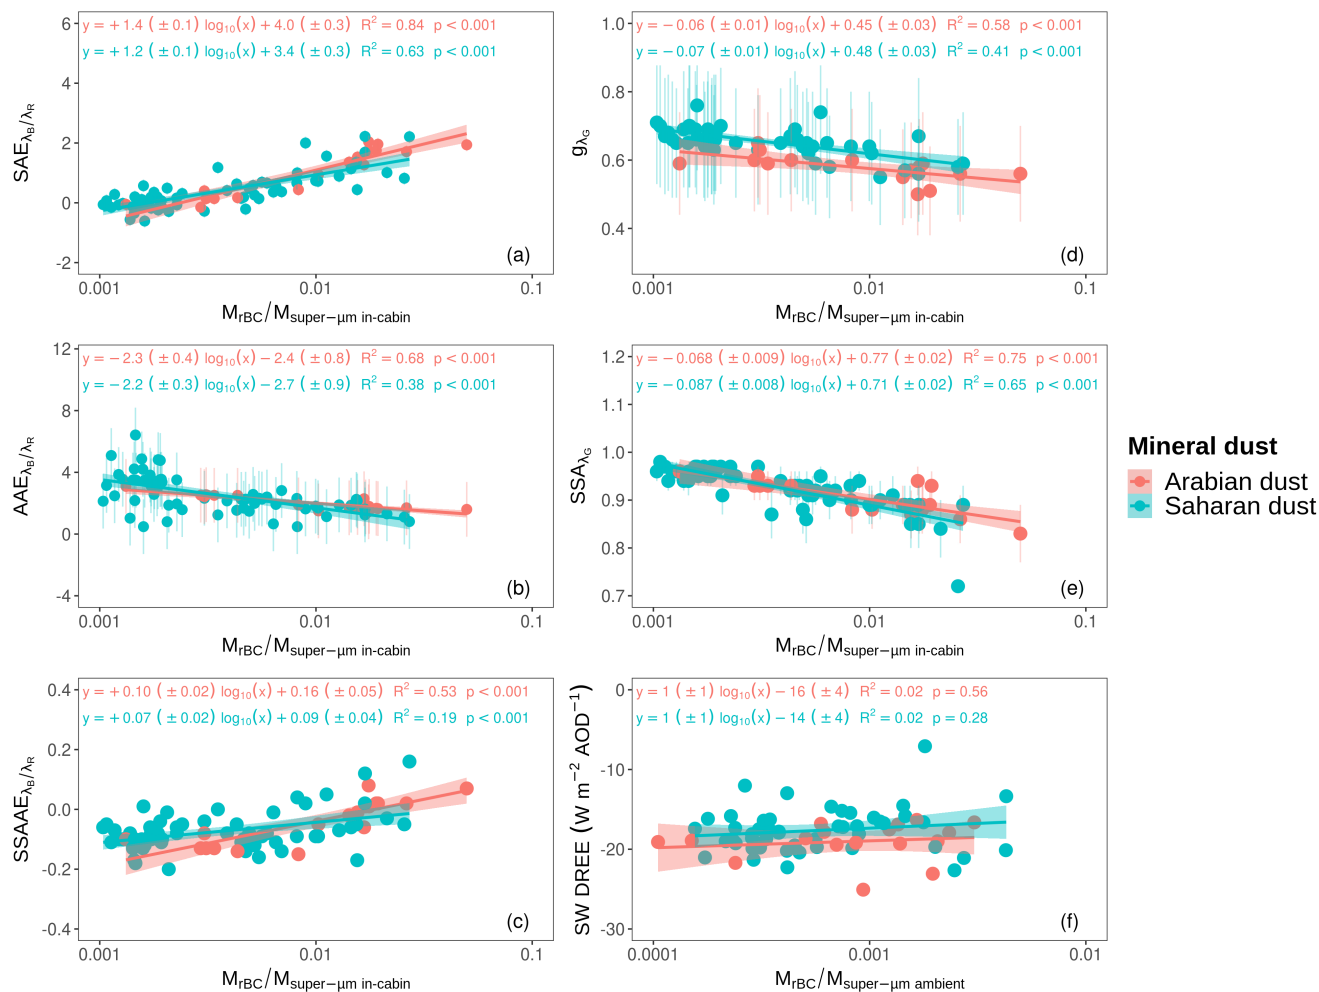 y = + 1.4 ( ± 0.1) log10(x) + 4.0 ( ± 0.3) R² = 0.84 p < 0.001
y = + 1.2 ( ± 0.1) log10(x) + 3.4 ( ± 0.3) R² = 0.63 p < 0.001
6
4
2
0
-2
SAEλB/λR
(a)
0.001 0.01 0.1
MrBC/Msuper−µm in-cabin
y = − 0.06 ( ± 0.01) log10(x) + 0.45 ( ± 0.03) R² = 0.58 p < 0.001
y = − 0.07 ( ± 0.01) log10(x) + 0.48 ( ± 0.03) R² = 0.41 p < 0.001
1.0
0.8
0.6
0.4
gλG
(d)
0.001 0.01 0.1
MrBC/Msuper−µm in-cabin
y = − 2.3 ( ± 0.4) log10(x) − 2.4 ( ± 0.8) R² = 0.68 p < 0.001
y = − 2.2 ( ± 0.3) log10(x) − 2.7 ( ± 0.9) R² = 0.38 p < 0.001
12
8
4
0
-4
AAEλB/λR
(b)
0.001 0.01 0.1
MrBC/Msuper−µm in-cabin
y = − 0.068 ( ± 0.009) log10(x) + 0.77 ( ± 0.02) R² = 0.75 p < 0.001
y = − 0.087 ( ± 0.008) log10(x) + 0.71 ( ± 0.02) R² = 0.65 p < 0.001
1.2
1.1
1.0
0.9
0.8
0.7
SSAλG
(e)
0.001 0.01 0.1
MrBC/Msuper−µm in-cabin
y = + 0.10 ( ± 0.02) log10(x) + 0.16 ( ± 0.05) R² = 0.53 p < 0.001
y = + 0.07 ( ± 0.02) log10(x) + 0.09 ( ± 0.04) R² = 0.19 p < 0.001
0.4
0.2
0.0
-0.2
-0.4
SSAAEλB/λR
(c)
0.001 0.01 0.1
MrBC/Msuper−µm in-cabin
y = 1 ( ± 1) log10(x) − 16 ( ± 4) R² = 0.02 p = 0.56
y = 1 ( ± 1) log10(x) − 14 ( ± 4) R² = 0.02 p = 0.28
0
-10
-20
-30
SW DREE (W m−2 AOD−1)
(f)
0.0001 0.001 0.01
MrBC/Msuper−µm ambient
Mineral dust
Arabian dust
Saharan dust